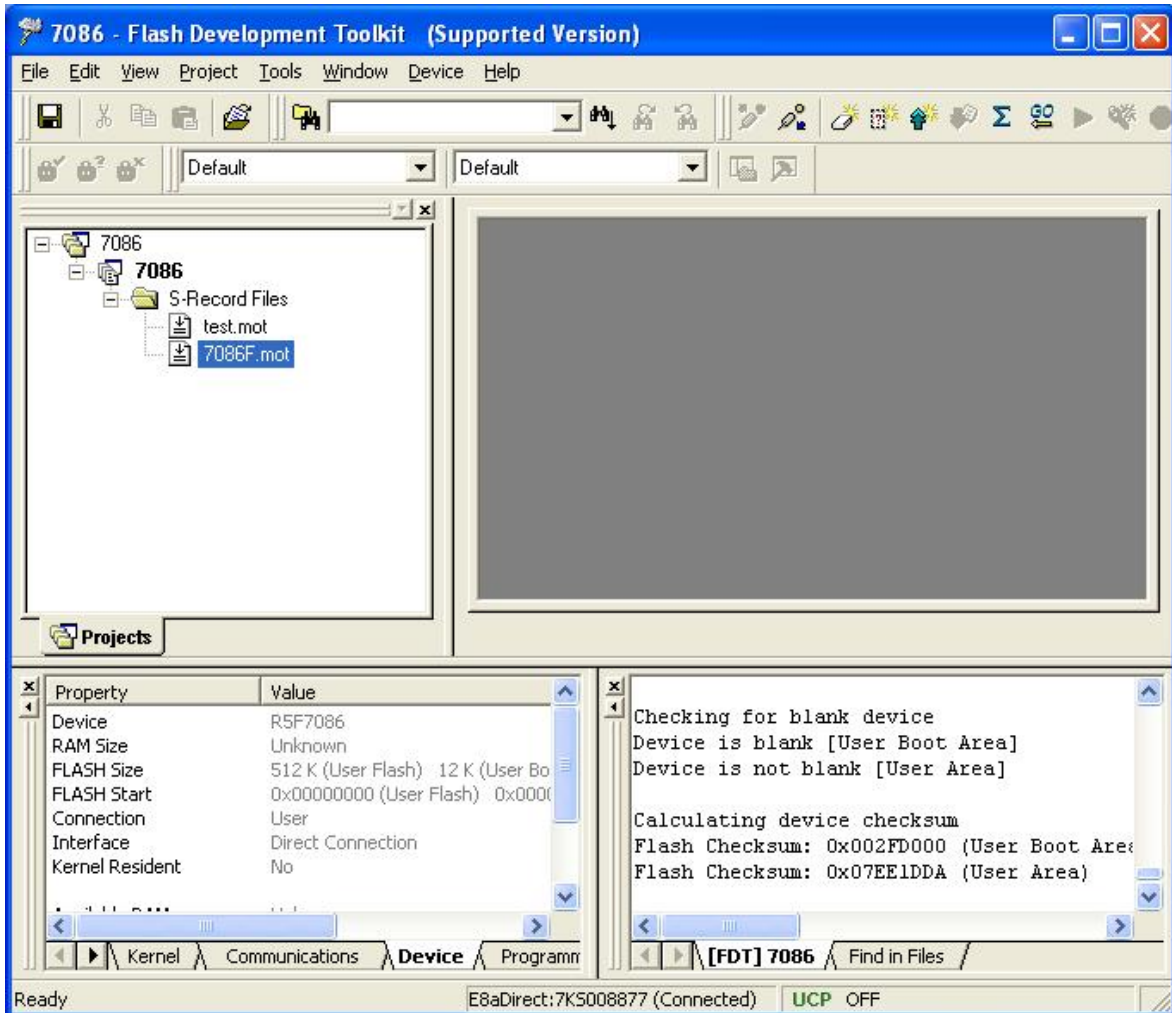 7086 - Flash Development Toolkit (Supported Version)
File Edit View Project Tools Window Device Help
Default Default
7086
7086
S-Record Files
test.mot
7086F.mot
Projects
Property Value
Device R5F7086
RAM Size Unknown
FLASH Size 512 K (User Flash) 12 K (User Bo
FLASH Start 0x00000000 (User Flash) 0x000
Connection User
Interface Direct Connection
Kernel Resident No
Kernel Communications Device Programm
Checking for blank device
Device is blank [User Boot Area]
Device is not blank [User Area]
Calculating device checksum
Flash Checksum: 0x002FD000 (User Boot Area
Flash Checksum: 0x07EE1DDA (User Area)
[FDT] 7086 Find in Files
Ready E8aDirect:7KS008877 (Connected) UCP OFF